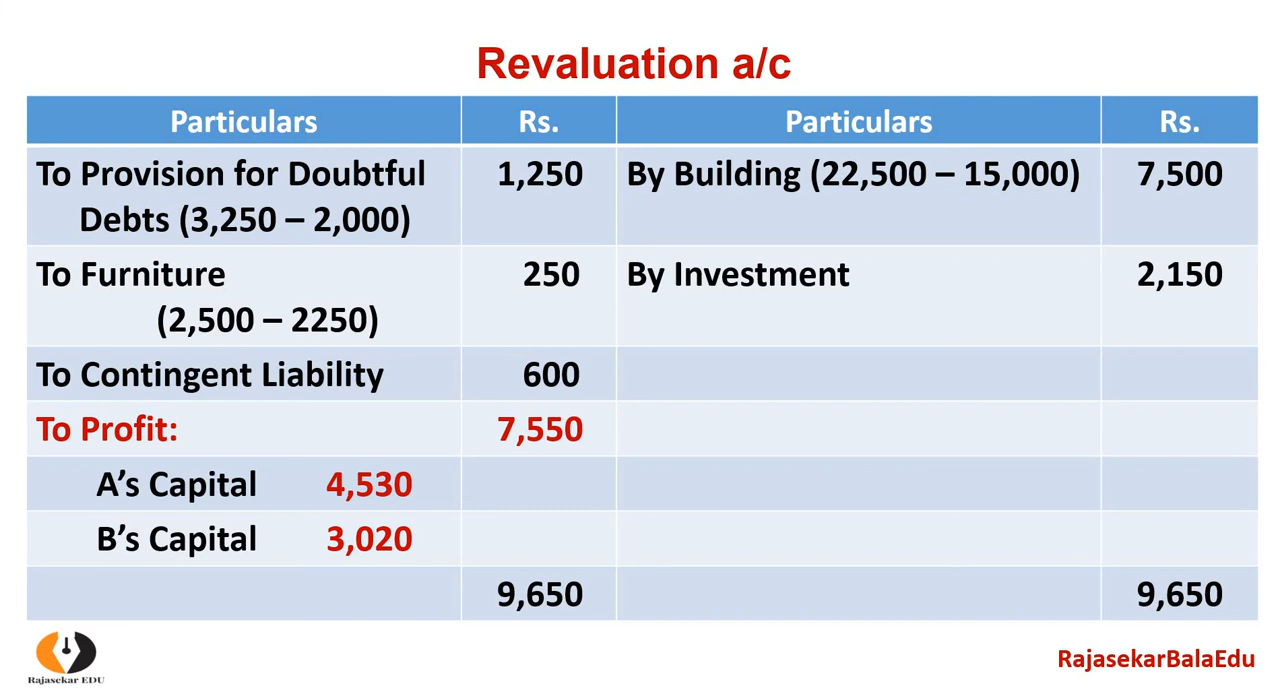 Revaluation a/c
Particulars Rs. Particulars Rs.
To Provision for Doubtful 1,250 By Building (22,500 – 15,000) 7,500
Debts (3,250 – 2,000)
To Furniture 250 By Investment 2,150
(2,500 – 2250)
To Contingent Liability 600
To Profit: 7,550
A’s Capital 4,530
B’s Capital 3,020
9,650 9,650
Rajasekar EDU
RajasekarBalaEdu